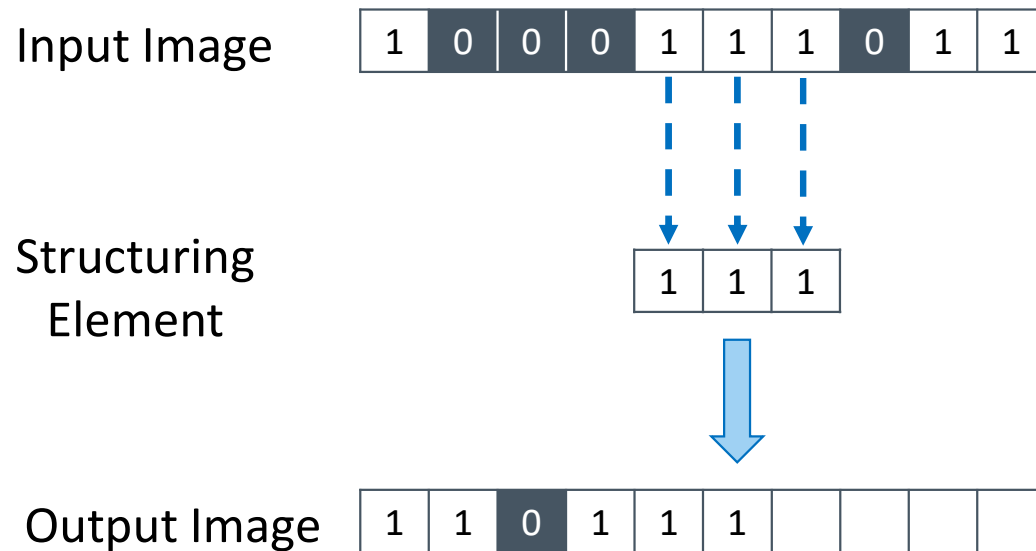 Input Image 1 0 0 0 1 1 1 0 1 1
Structuring
Element
1 1 1
Output Image 1 1 0 1 1 1